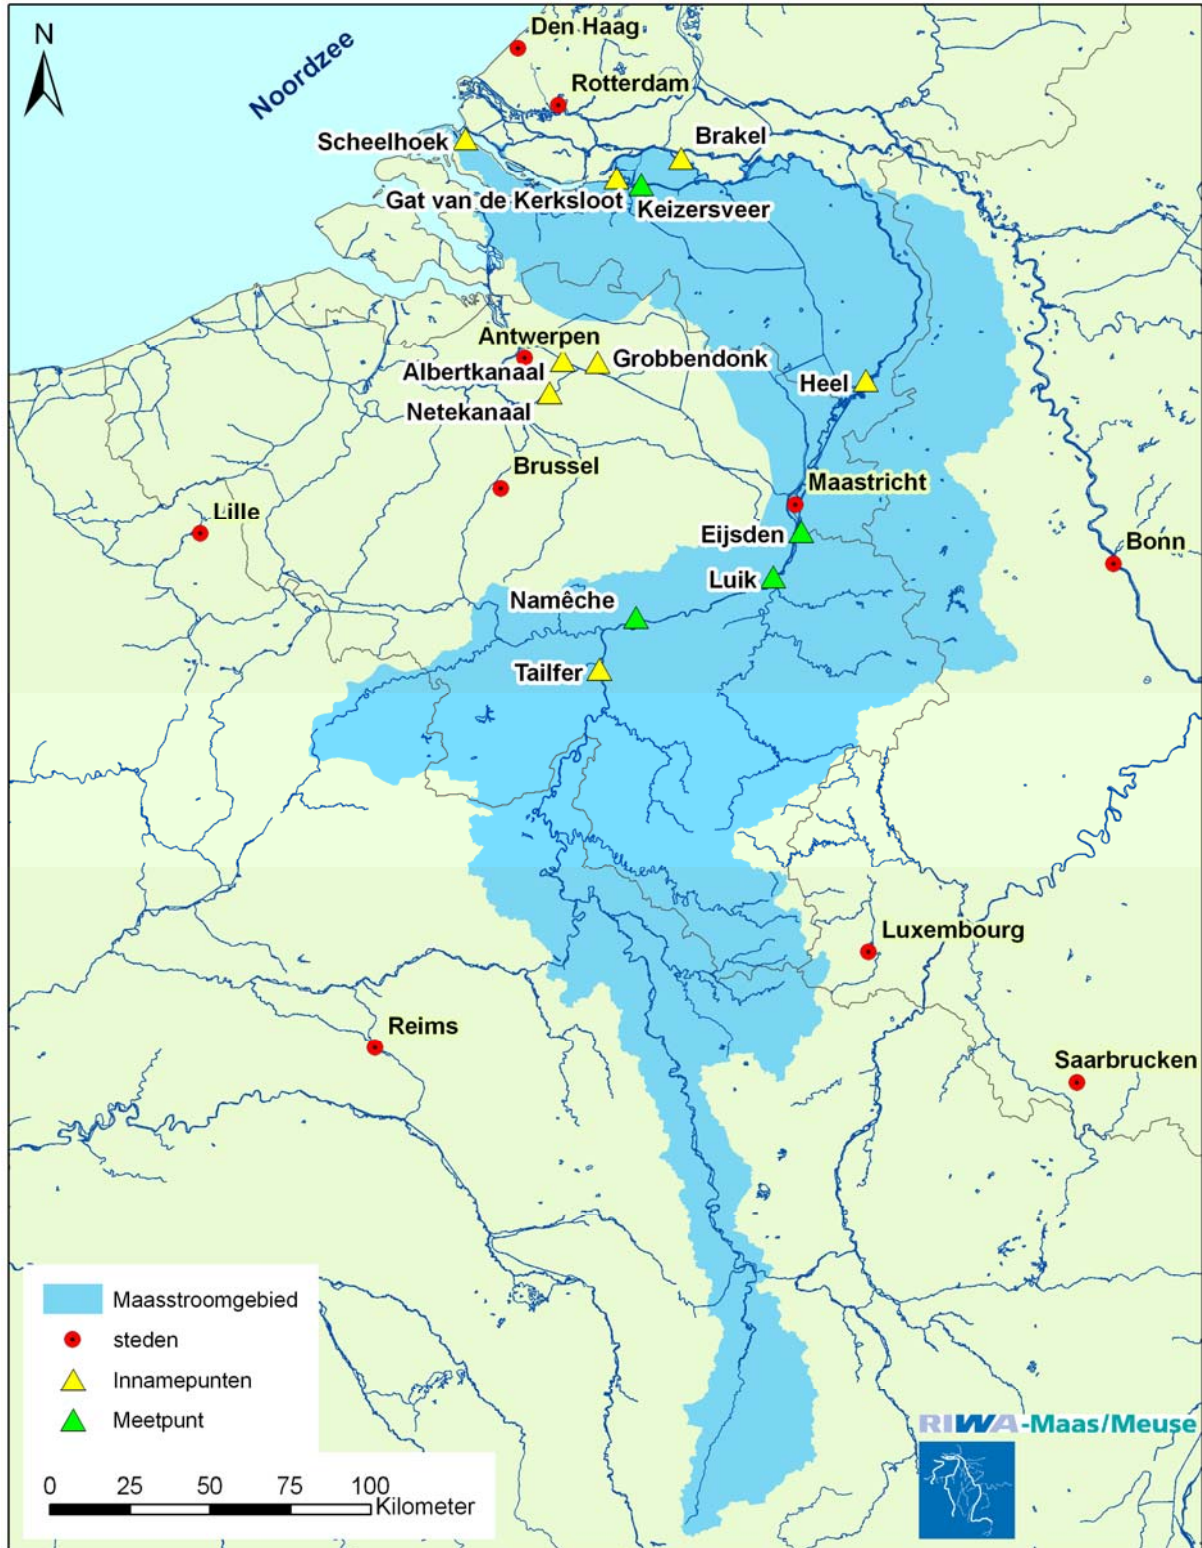 N
Noordzee
Den Haag
Rotterdam
Scheelhoek
Brakel
Gat van de Kerksloot
Keizersveer
Antwerpen
Albertkanaal
Grobbendonk
Netekanaal
Heel
Brussel
Maastricht
Lille
Eijsden
Bonn
Luik
Namêche
Tailfer
Luxembourg
Reims
Saarbrucken
Maasstroomgebied
steden
Innamepunten
Meetpunt
RIWA-Maas/Meuse
0 25 50 75 100
Kilometer